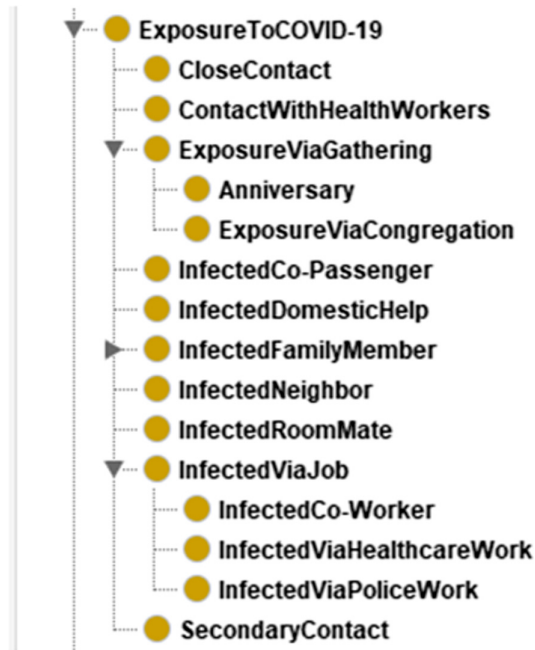 ExposureToCOVID-19
CloseContact
ContactWithHealthWorkers
ExposureViaGathering
Anniversary
ExposureViaCongregation
InfectedCo-Passenger
InfectedDomesticHelp
InfectedFamilyMember
InfectedNeighbor
InfectedRoomMate
InfectedViaJob
InfectedCo-Worker
InfectedViaHealthcareWork
InfectedViaPoliceWork
SecondaryContact